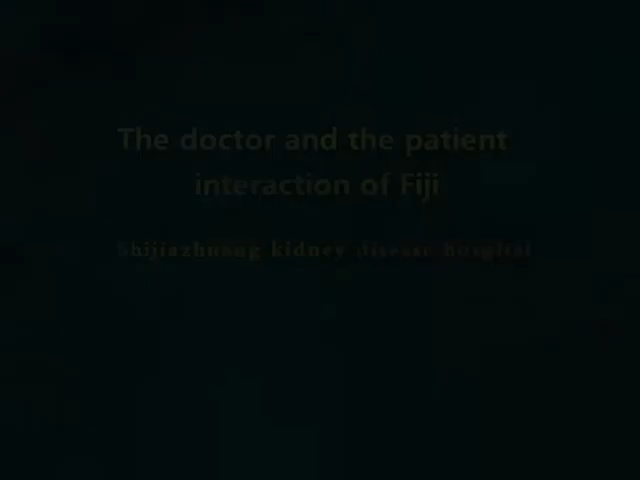 The doctor and the patient
interaction of Fiji
Shijiazhuang kidney disease hospital